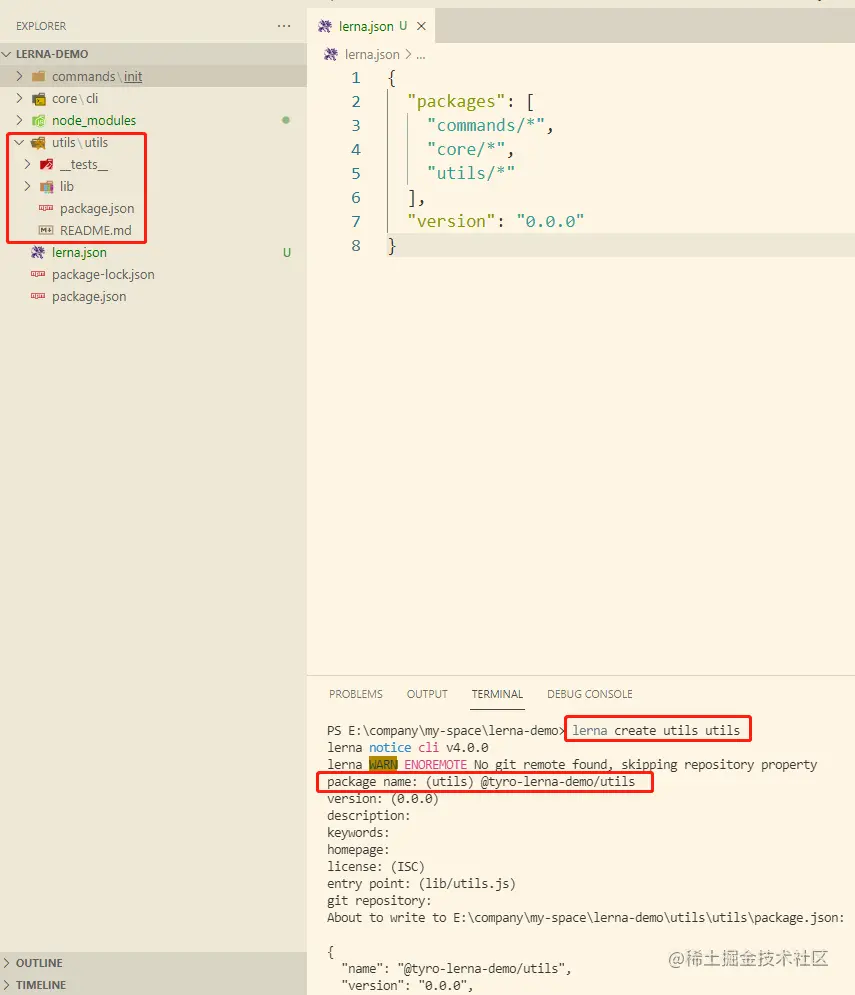 EXPLORER
LERNA-DEMO
commands\init
core\cli
node_modules
utils\utils
__tests__
lib
package.json
README.md
lerna.json U
package-lock.json
package.json
OUTLINE
TIMELINE
lerna.json U
lerna.json > ...
1 {
2 "packages": [
3 "commands/*",
4 "core/*",
5 "utils/*"
6 ],
7 "version": "0.0.0"
8 }
PROBLEMS OUTPUT TERMINAL DEBUG CONSOLE
PS E:\company\my-space\lerna-demo> lerna create utils utils
lerna notice cli v4.0.0
lerna WARN ENOREMOTE No git remote found, skipping repository property
package name: (utils) @tyro-lerna-demo/utils
version: (0.0.0)
description:
keywords:
homepage:
license: (ISC)
entry point: (lib/utils.js)
git repository:
About to write to E:\company\my-space\lerna-demo\utils\utils\package.json:
{
"name": "@tyro-lerna-demo/utils",
"version": "0.0.0",
@稀土掘金技术社区